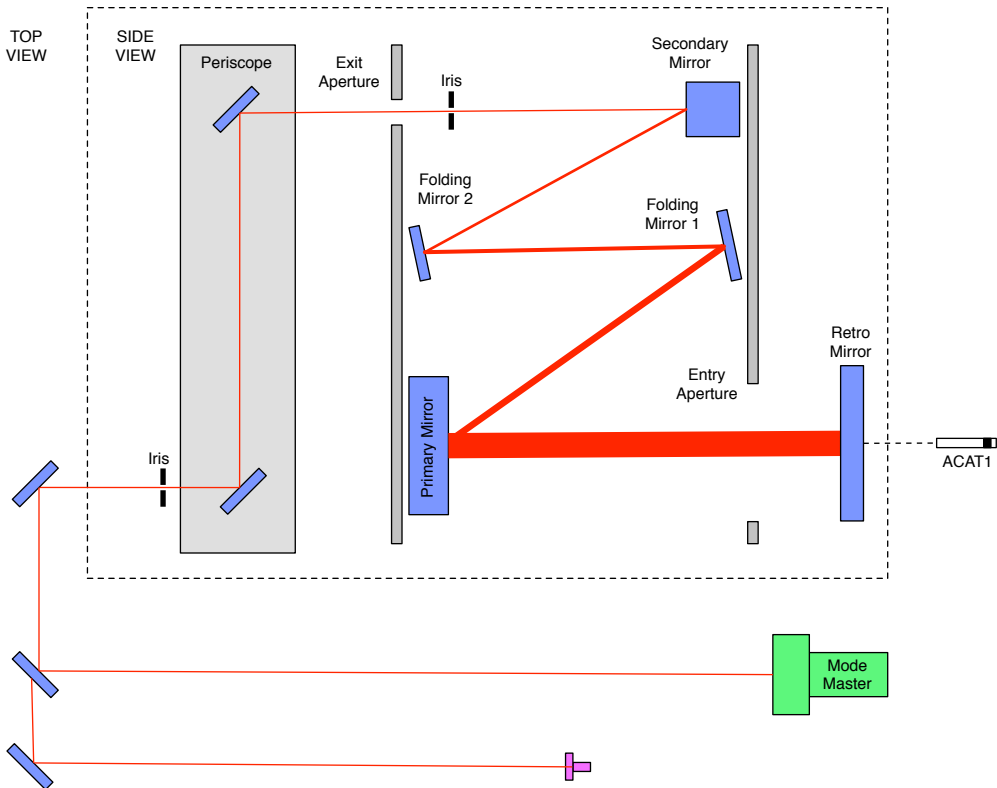 TOP
VIEW
SIDE
VIEW
Periscope
Exit
Aperture
Iris
Secondary
Mirror
Folding
Mirror 2
Folding
Mirror 1
Retro
Mirror
Entry
Aperture
Primary Mirror
ACAT1
Iris
Mode
Master